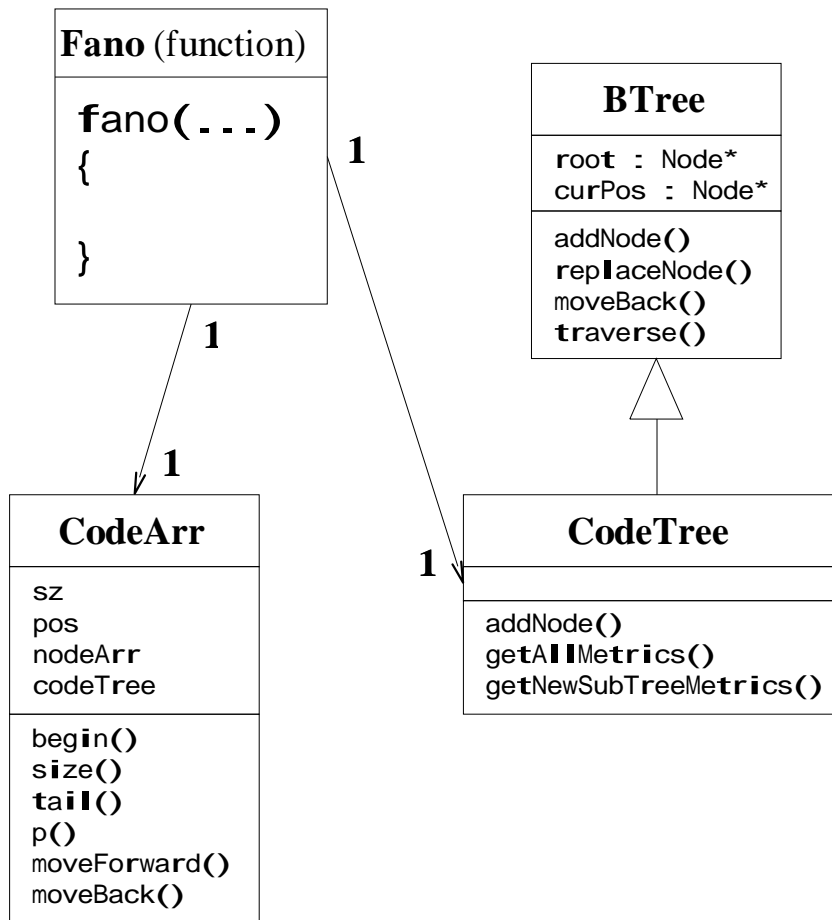 Fano (function)
fano(...)
{
}
1
1
1
1
BTree
root : Node*
curPos : Node*
addNode()
replaceNode()
moveBack()
traverse()
CodeArr
sz
pos
nodeArr
codeTree
begin()
size()
tail()
p()
moveForward()
moveBack()
CodeTree
addNode()
getAllMetrics()
getNewSubTreeMetrics()